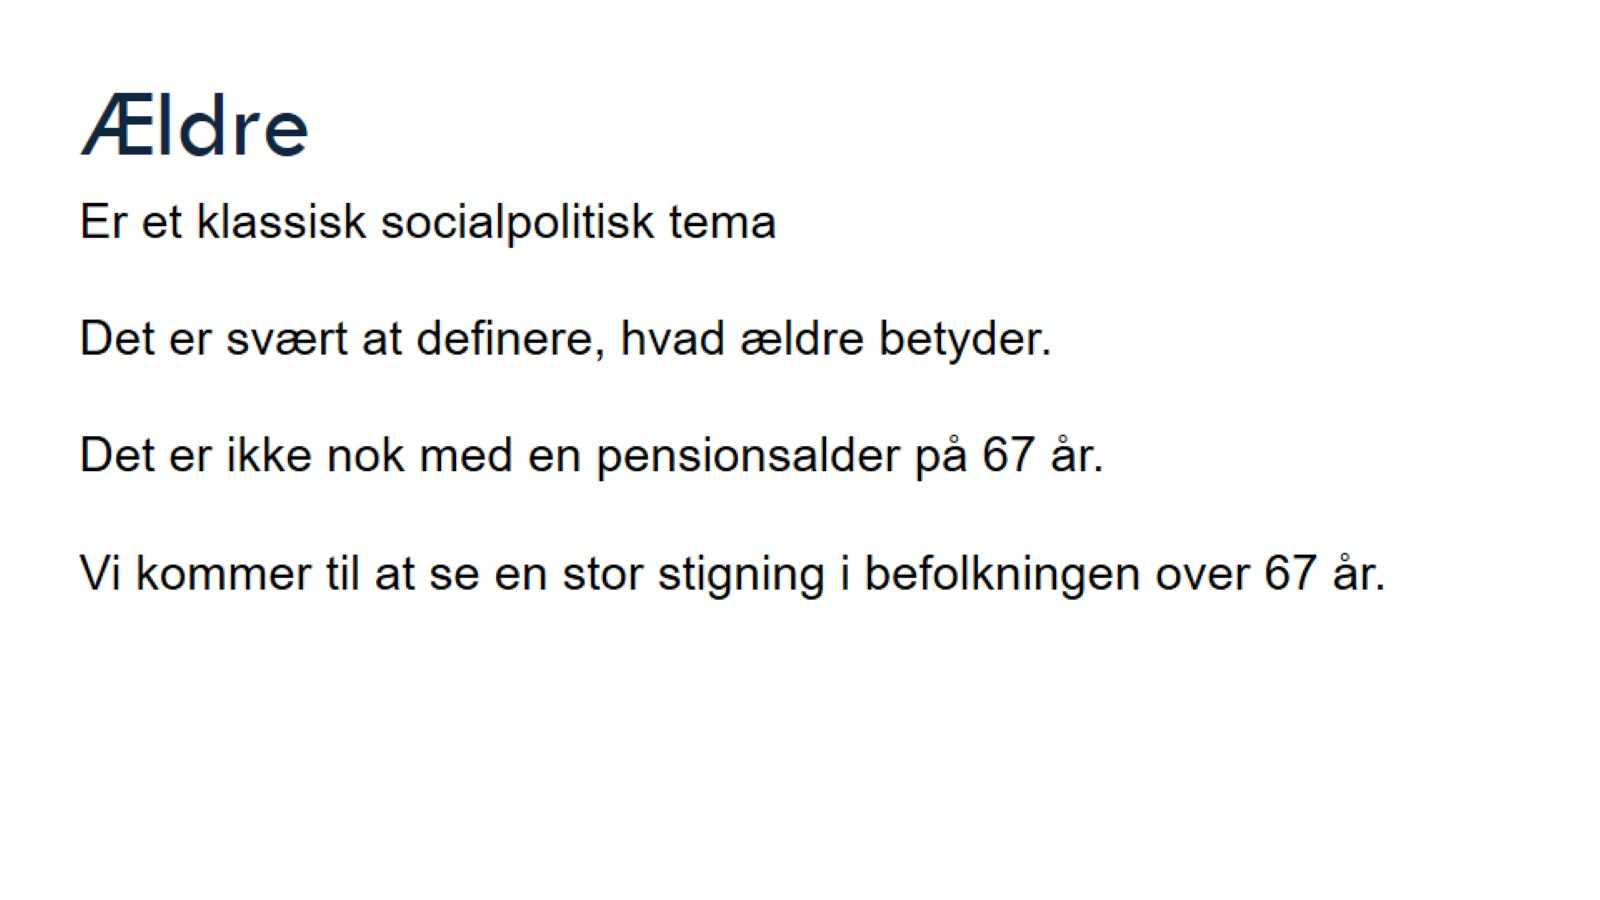 Ældre
Er et klassisk socialpolitisk tema
Det er svært at definere, hvad ældre betyder.
Det er ikke nok med en pensionsalder på 67 år.
Vi kommer til at se en stor stigning i befolkningen over 67 år.